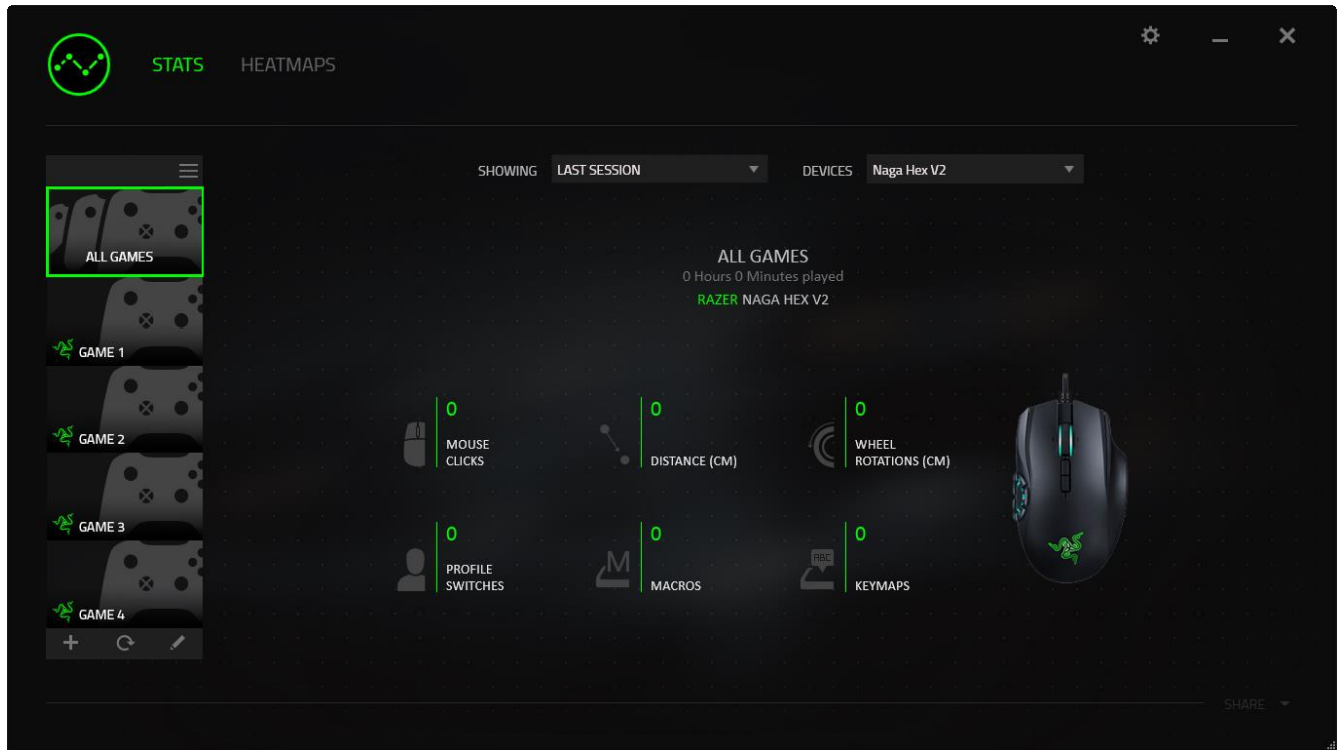 STATS HEATMAPS
SHOWING LAST SESSION DEVICES Naga Hex V2
ALL GAMES
GAME 1
GAME 2
GAME 3
GAME 4
ALL GAMES
0 Hours 0 Minutes played
RAZER NAGA HEX V2
0
MOUSE
CLICKS
0
DISTANCE (CM)
0
WHEEL
ROTATIONS (CM)
0
PROFILE
SWITCHES
M
0
MACROS
ABC
0
KEYMAPS
SHARE